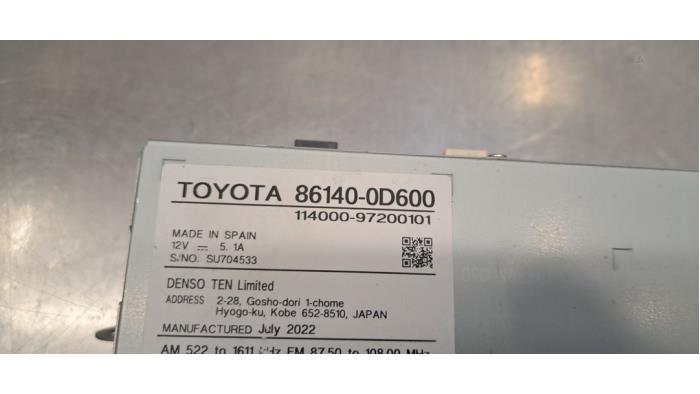 TOYOTA 86140-0D600
114000-97200101
MADE IN SPAIN
12V ⎓ 5.1A
S/NO. SU704533
DENSO TEN Limited
ADDRESS 2-28, Gosho-dori 1-chome
Hyogo-ku, Kobe 652-8510, JAPAN
MANUFACTURED July 2022
AM 522 to 1611 kHz FM 87.50 to 108.00 MHz